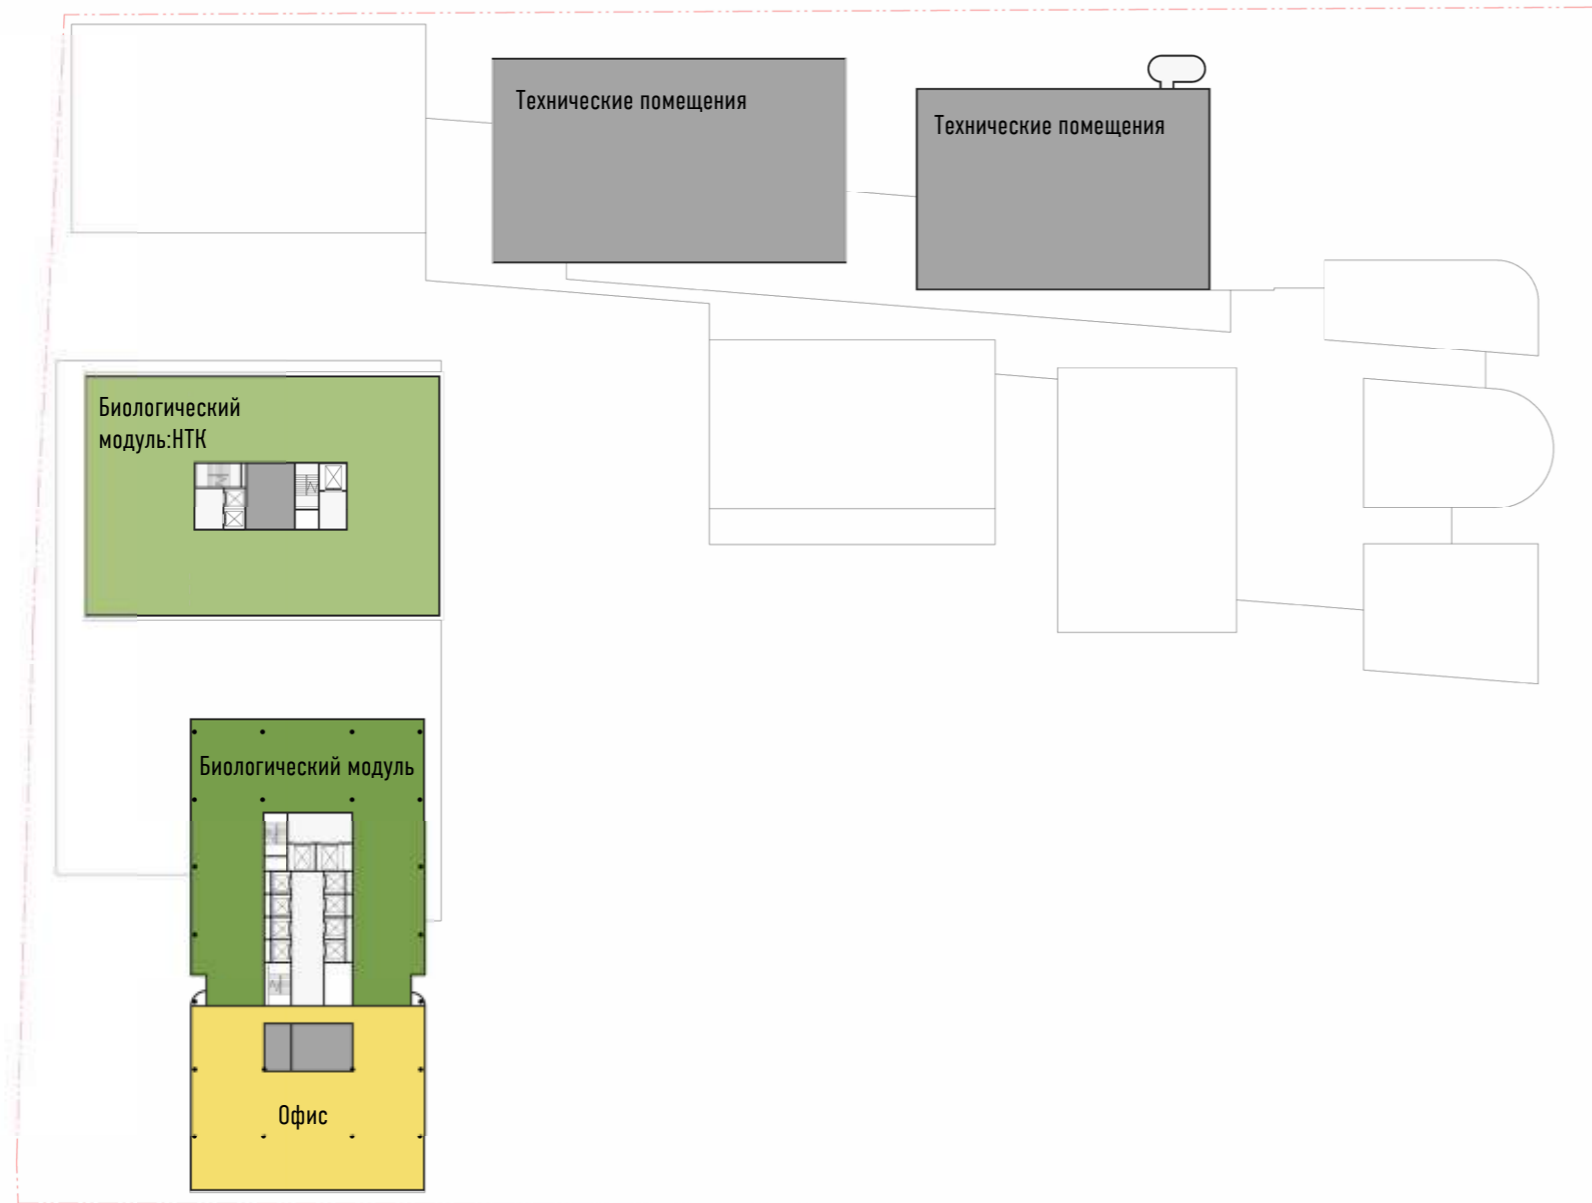 Технические помещения
Технические помещения
Биологический
модуль:НТК
Биологический модуль
Офис